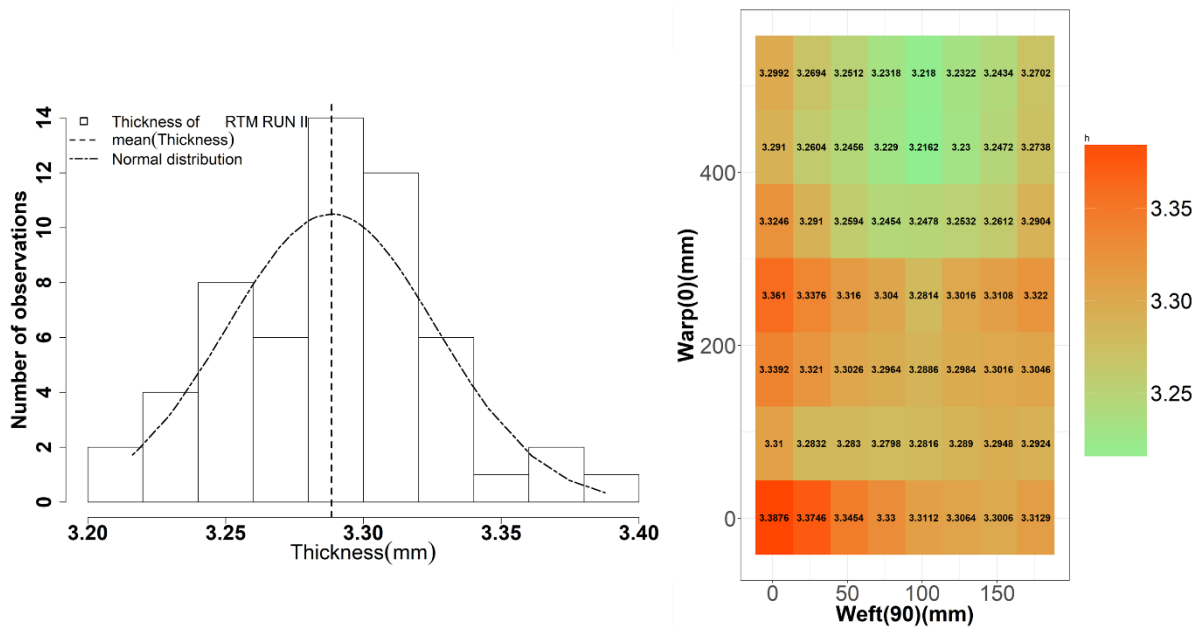 Thickness of RTM RUN II
mean(Thickness)
Normal distribution
Number of observations
0
2
4
6
8
10
12
14
3.20 3.25 3.30 3.35 3.40
Thickness(mm)
Warp(0)(mm)
400
200
0
3.2992 3.2694 3.2512 3.2318 3.218 3.2322 3.2434 3.2702
3.291 3.2604 3.2456 3.229 3.2162 3.23 3.2472 3.2738
3.3246 3.291 3.2594 3.2454 3.2478 3.2532 3.2612 3.2904
3.361 3.3376 3.316 3.304 3.2814 3.3016 3.3108 3.322
3.3392 3.321 3.3026 3.2964 3.2886 3.2984 3.3016 3.3046
3.31 3.2832 3.283 3.2798 3.2816 3.289 3.2948 3.2924
3.3876 3.3746 3.3454 3.33 3.3112 3.3064 3.3006 3.3129
0 50 100 150
Weft(90)(mm)
h
3.35
3.30
3.25